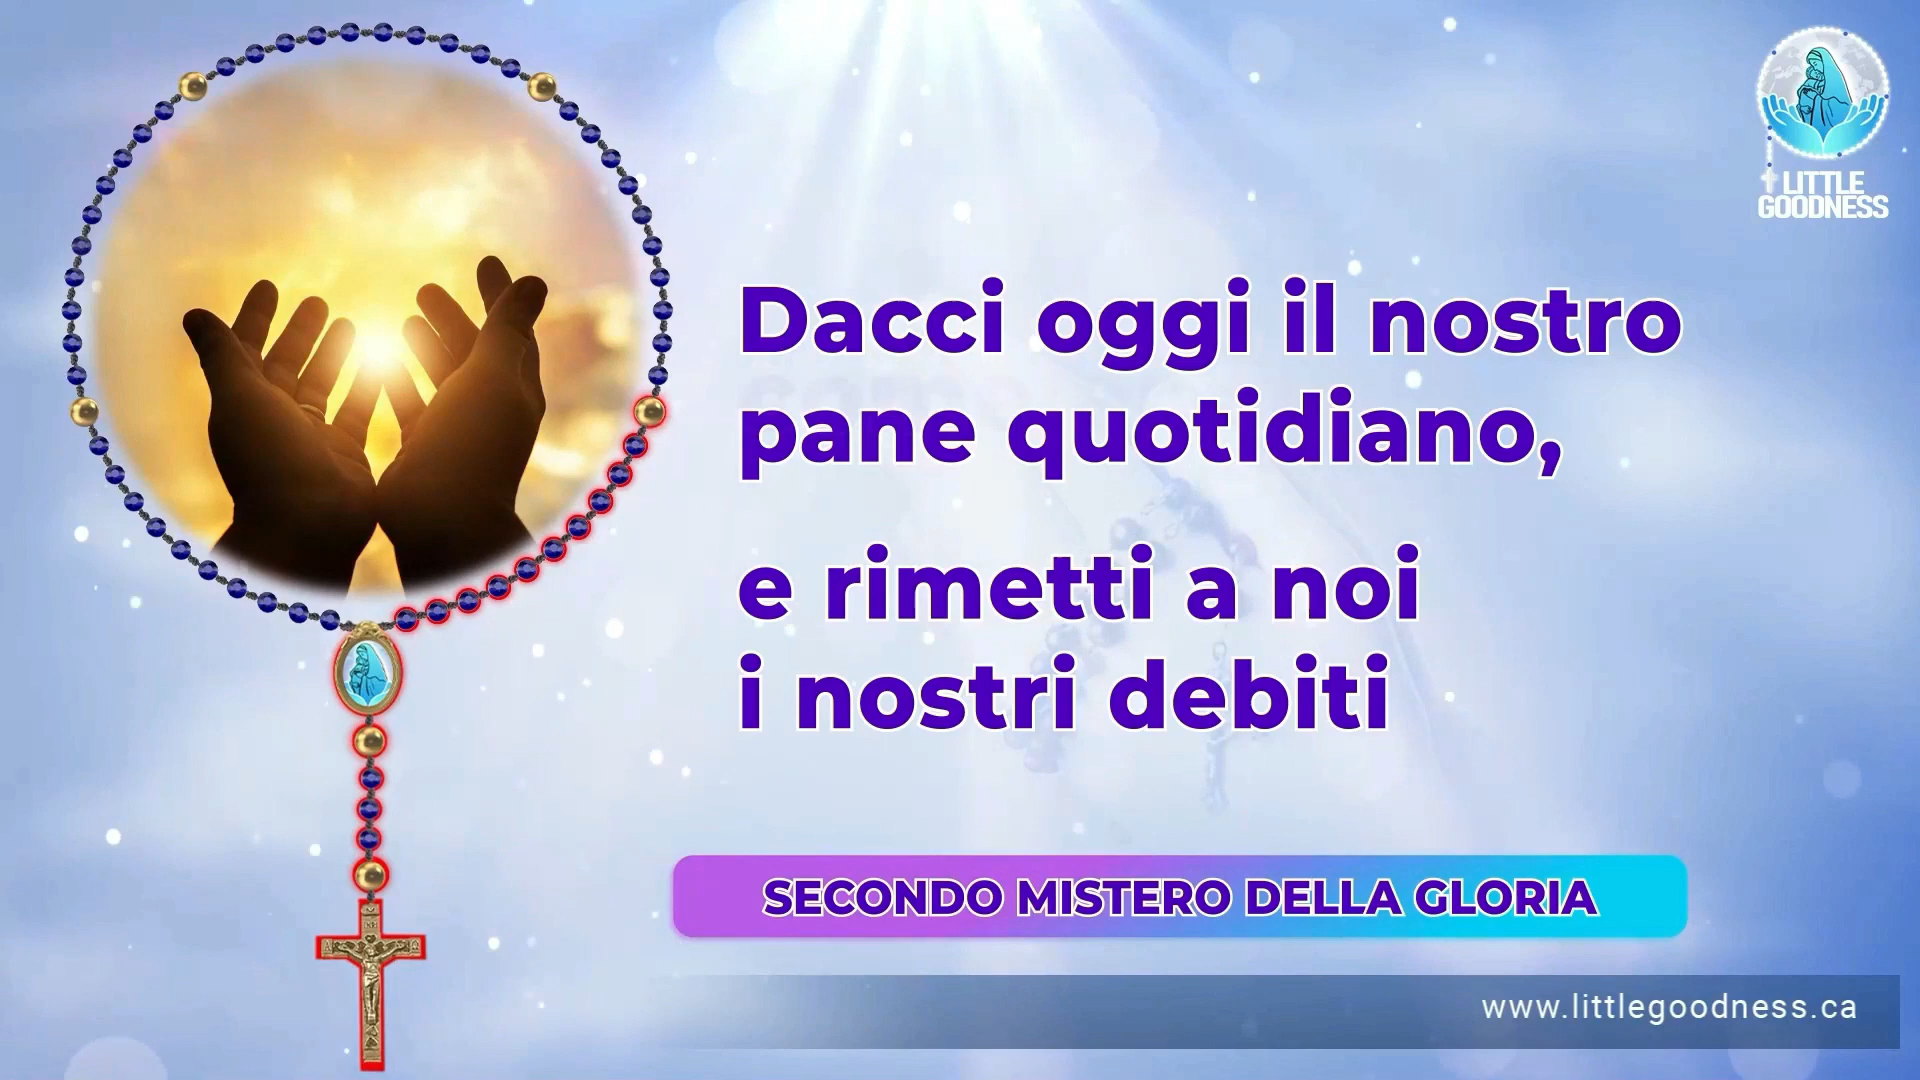 LITTLE
GOODNESS
Dacci oggi il nostro
pane quotidiano,
e rimetti a noi
i nostri debiti
SECONDO MISTERO DELLA GLORIA
www.littlegoodness.ca